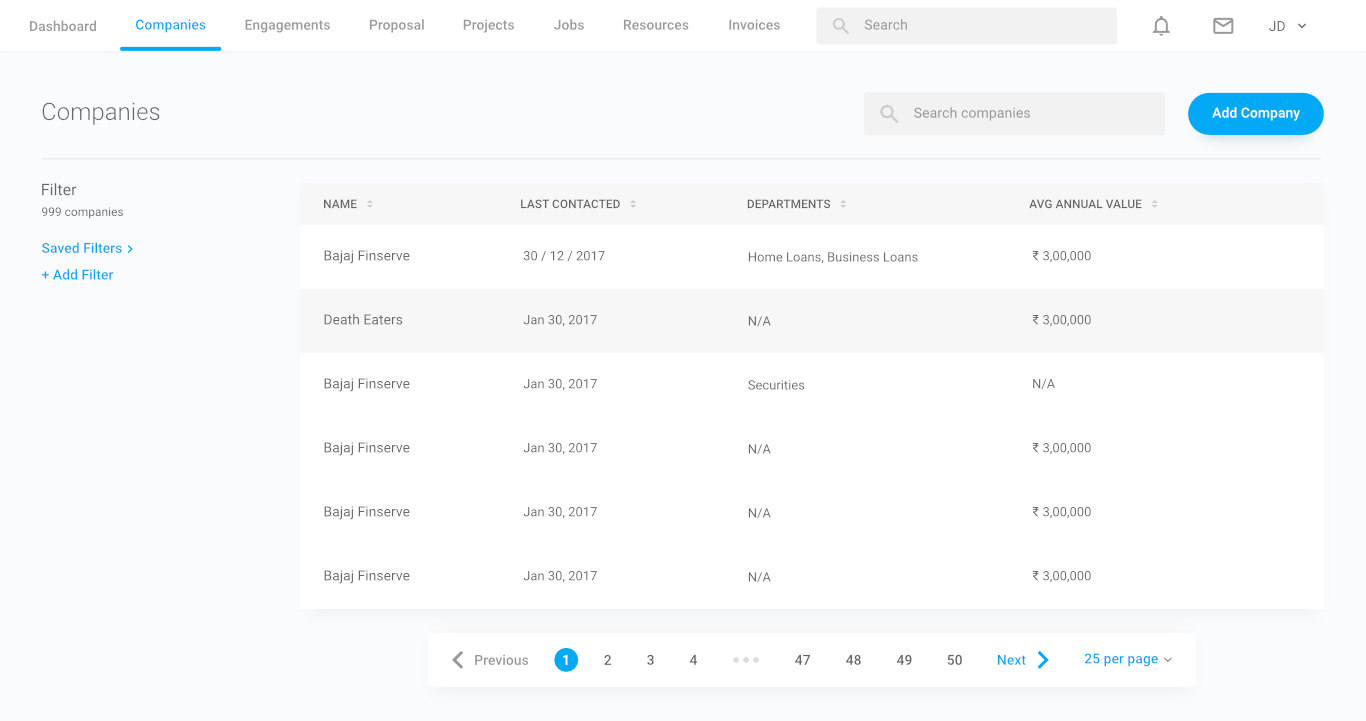 Dashboard Companies Engagements Proposal Projects Jobs Resources Invoices Search JD
Companies Search companies Add Company
Filter
999 companies
Saved Filters
+ Add Filter
NAME LAST CONTACTED DEPARTMENTS AVG ANNUAL VALUE
Bajaj Finserve 30 / 12 / 2017 Home Loans, Business Loans ₹ 3,00,000
Death Eaters Jan 30, 2017 N/A ₹ 3,00,000
Bajaj Finserve Jan 30, 2017 Securities N/A
Bajaj Finserve Jan 30, 2017 N/A ₹ 3,00,000
Bajaj Finserve Jan 30, 2017 N/A ₹ 3,00,000
Bajaj Finserve Jan 30, 2017 N/A ₹ 3,00,000
Previous 1 2 3 4 ••• 47 48 49 50 Next 25 per page